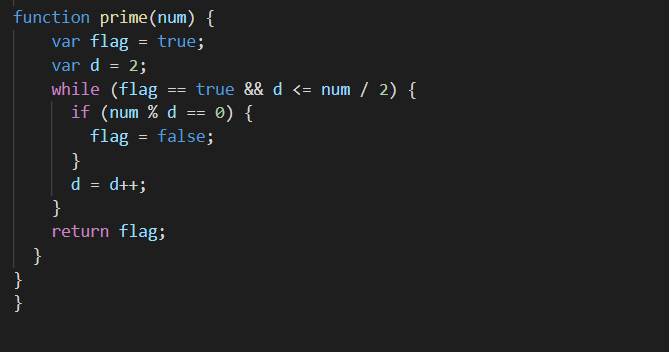 function prime(num) {
    var flag = true;
    var d = 2;
    while (flag == true && d <= num / 2) {
      if (num % d == 0) {
        flag = false;
      }
      d = d++;
    }
    return flag;
  }
}
}